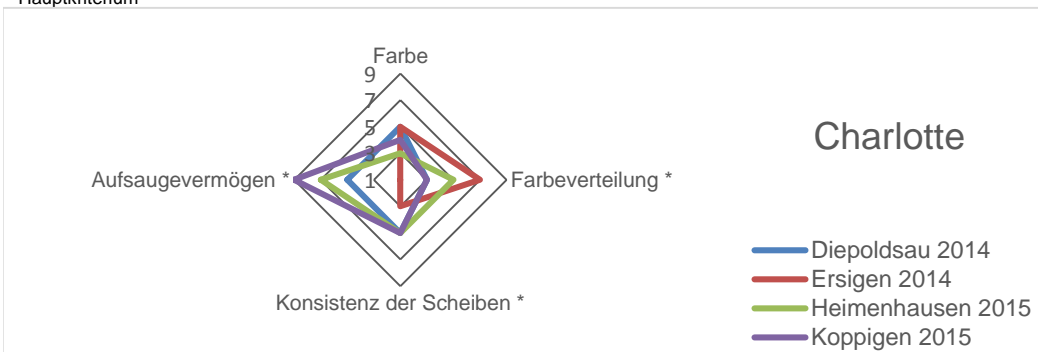 Hauptkriterium
Farbe
9
7
5
3
1
Aufsaugevermögen *
Farbeverteilung *
Konsistenz der Scheiben *
Charlotte
Diepoldsau 2014
Ersigen 2014
Heimenhausen 2015
Koppigen 2015